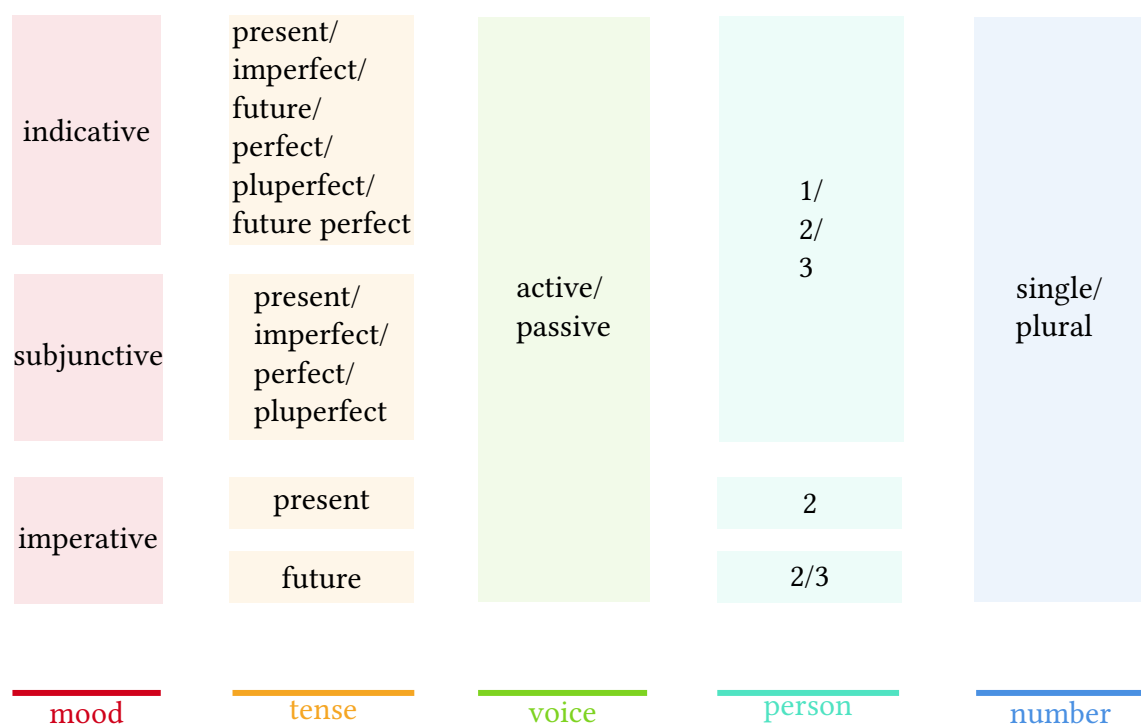 indicative
present/
imperfect/
future/
perfect/
pluperfect/
future perfect
subjunctive
present/
imperfect/
perfect/
pluperfect
imperative
present
future
active/
passive
1/
2/
3
2
2/3
single/
plural
mood
tense
voice
person
number